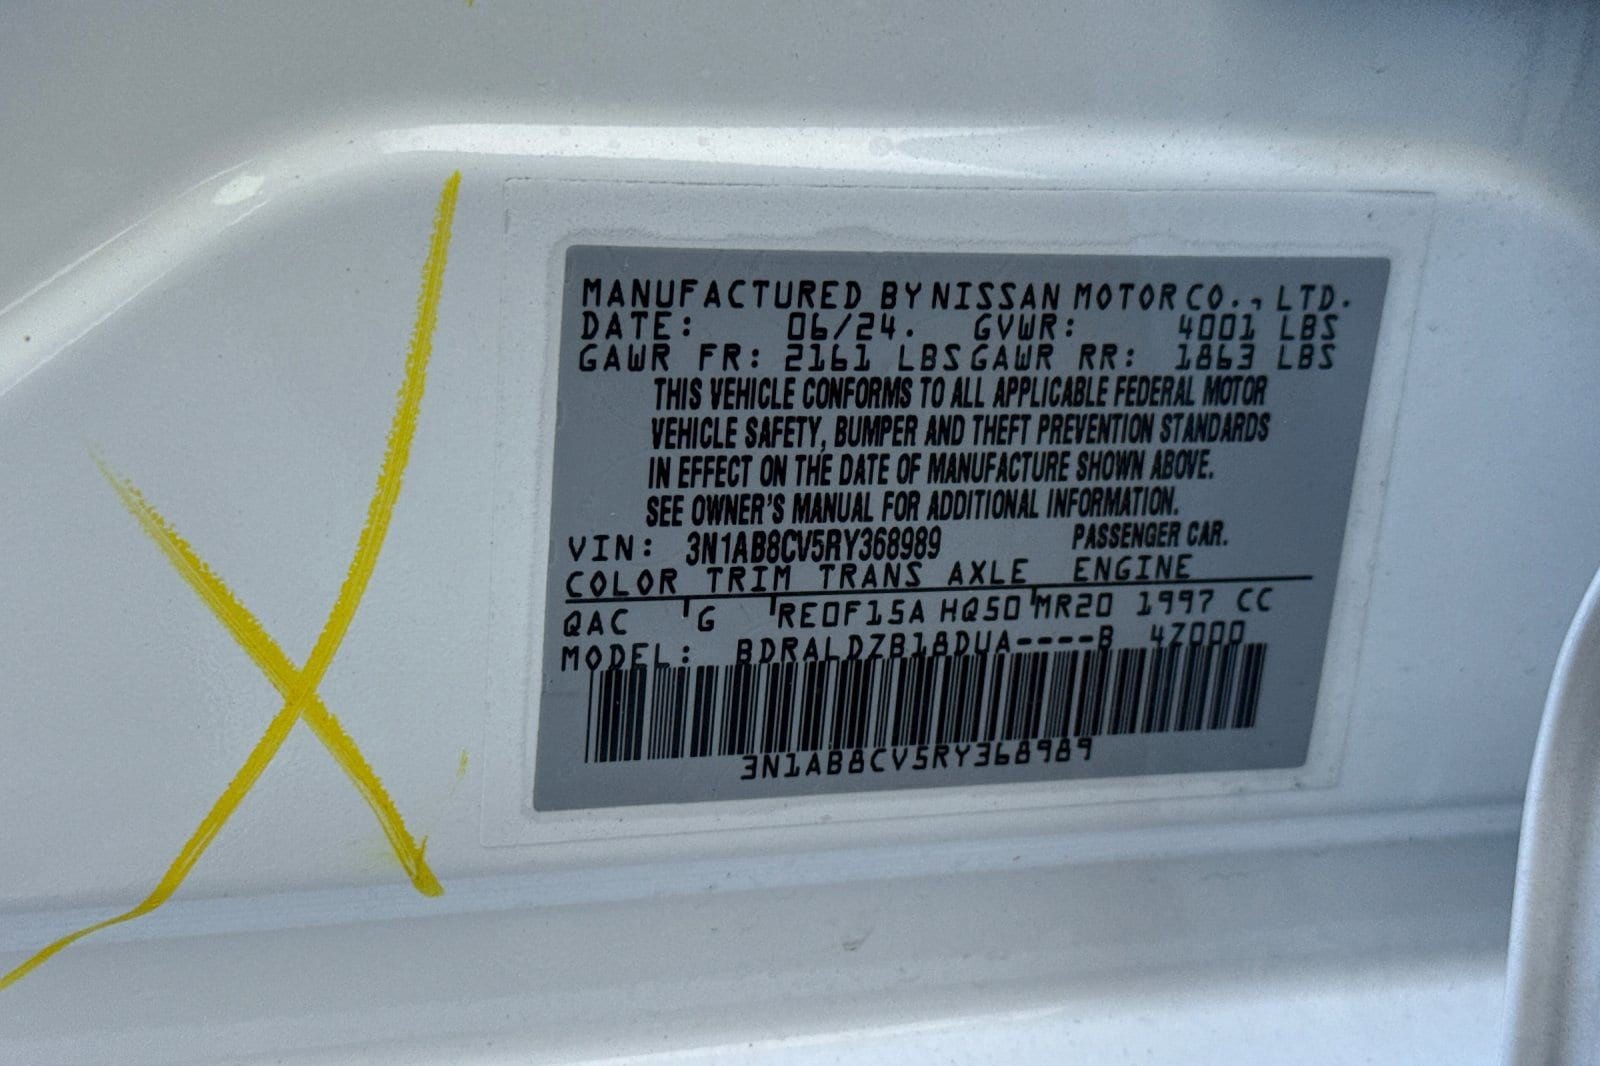 MANUFACTURED BY NISSAN MOTOR CO., LTD.
DATE: 06/24. GVWR: 4001 LBS
GAWR FR: 2161 LBS GAWR RR: 1863 LBS
THIS VEHICLE CONFORMS TO ALL APPLICABLE FEDERAL MOTOR
VEHICLE SAFETY, BUMPER AND THEFT PREVENTION STANDARDS
IN EFFECT ON THE DATE OF MANUFACTURE SHOWN ABOVE.
SEE OWNER'S MANUAL FOR ADDITIONAL INFORMATION.
VIN: 3N1AB8CV5RY368989 PASSENGER CAR.
COLOR TRIM TRANS AXLE ENGINE
QAC G RE0F15A HQ50 MR20 1997 CC
MODEL: BDRALDZB18DUA----B 4Z000
3N1AB8CV5RY368989